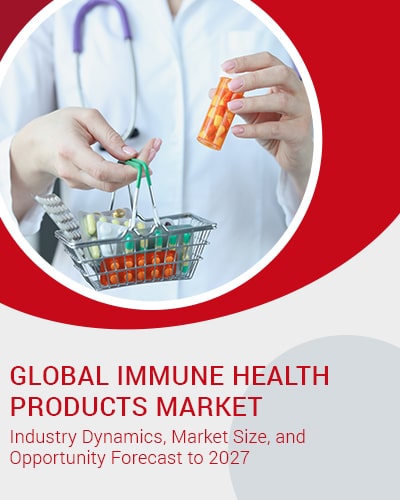 GLOBAL IMMUNE HEALTH
PRODUCTS MARKET
Industry Dynamics, Market Size, and
Opportunity Forecast to 2027